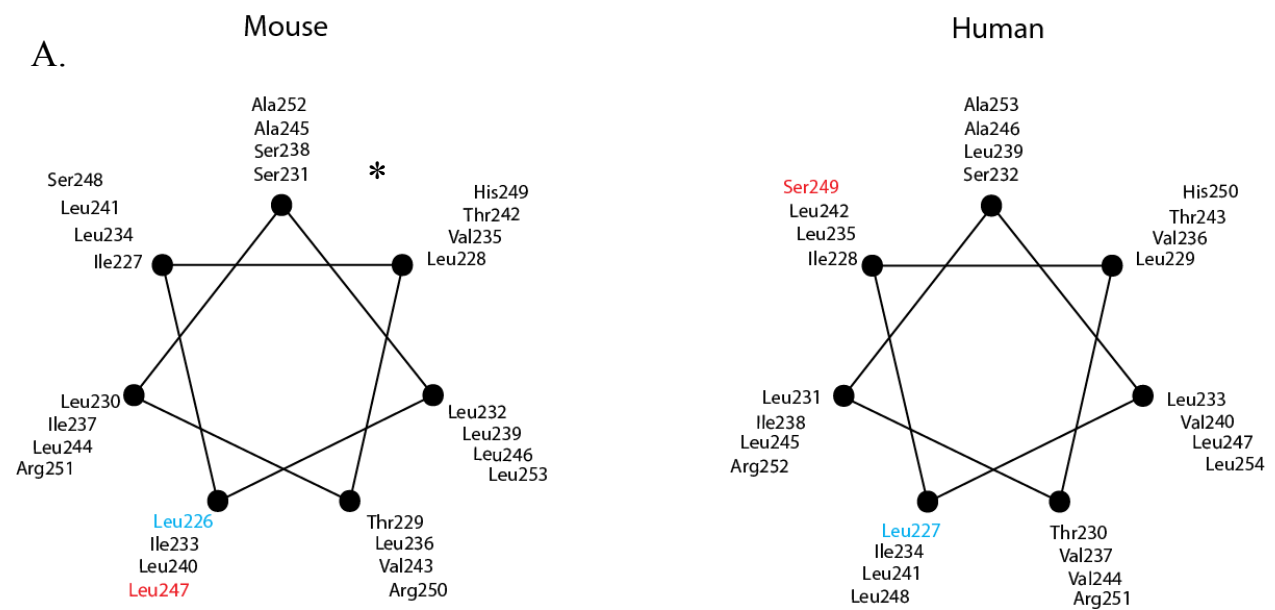 Mouse
Human
A.
Ala252
Ala245
Ser238
Ser231
*
Ser248
Leu241
Leu234
Ile227
His249
Thr242
Val235
Leu228
Leu230
Ile237
Leu244
Arg251
Leu232
Leu239
Leu246
Leu253
Leu226
Ile233
Leu240
Leu247
Thr229
Leu236
Val243
Arg250
Ala253
Ala246
Leu239
Ser232
Ser249
Leu242
Leu235
Ile228
His250
Thr243
Val236
Leu229
Leu231
Ile238
Leu245
Arg252
Leu233
Val240
Leu247
Leu254
Leu227
Ile234
Leu241
Leu248
Thr230
Val237
Val244
Arg251